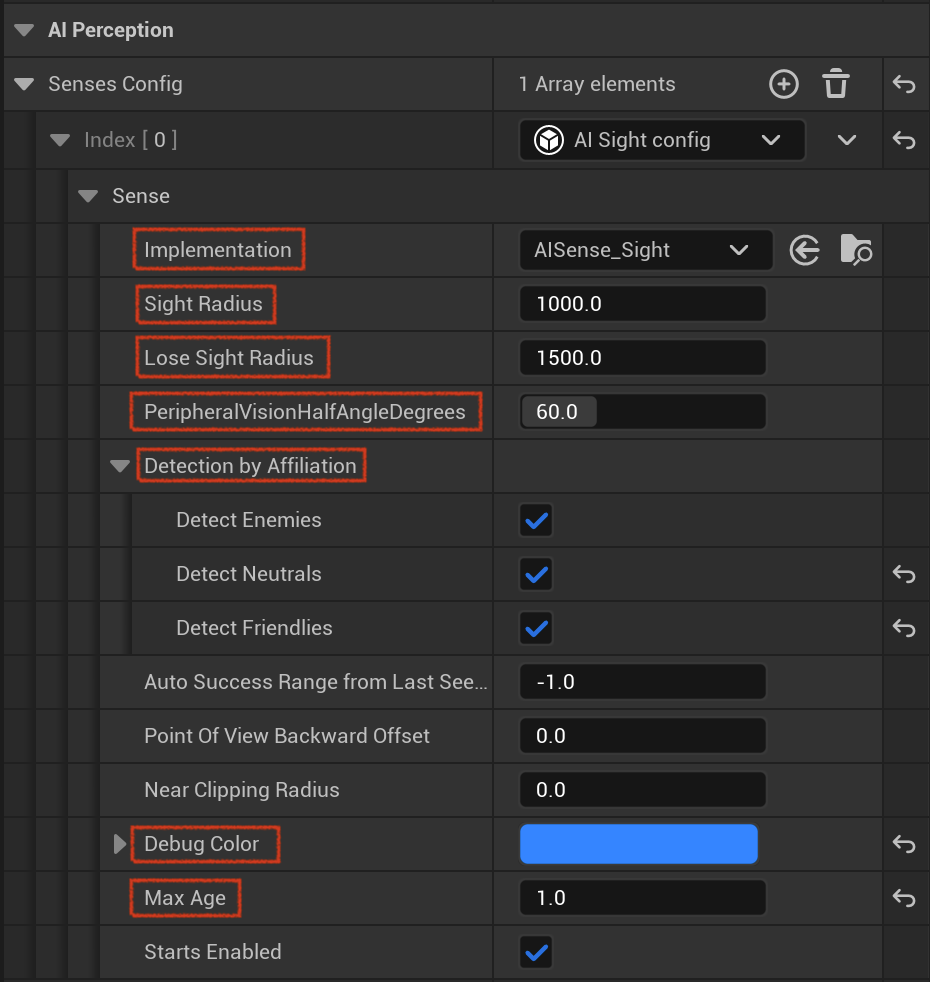 AI Perception
Senses Config 1 Array elements
Index [ 0 ] AI Sight config
Sense
Implementation AISense_Sight
Sight Radius 1000.0
Lose Sight Radius 1500.0
PeripheralVisionHalfAngleDegrees 60.0
Detection by Affiliation
Detect Enemies
Detect Neutrals
Detect Friendlies
Auto Success Range from Last See... -1.0
Point Of View Backward Offset 0.0
Near Clipping Radius 0.0
Debug Color
Max Age 1.0
Starts Enabled